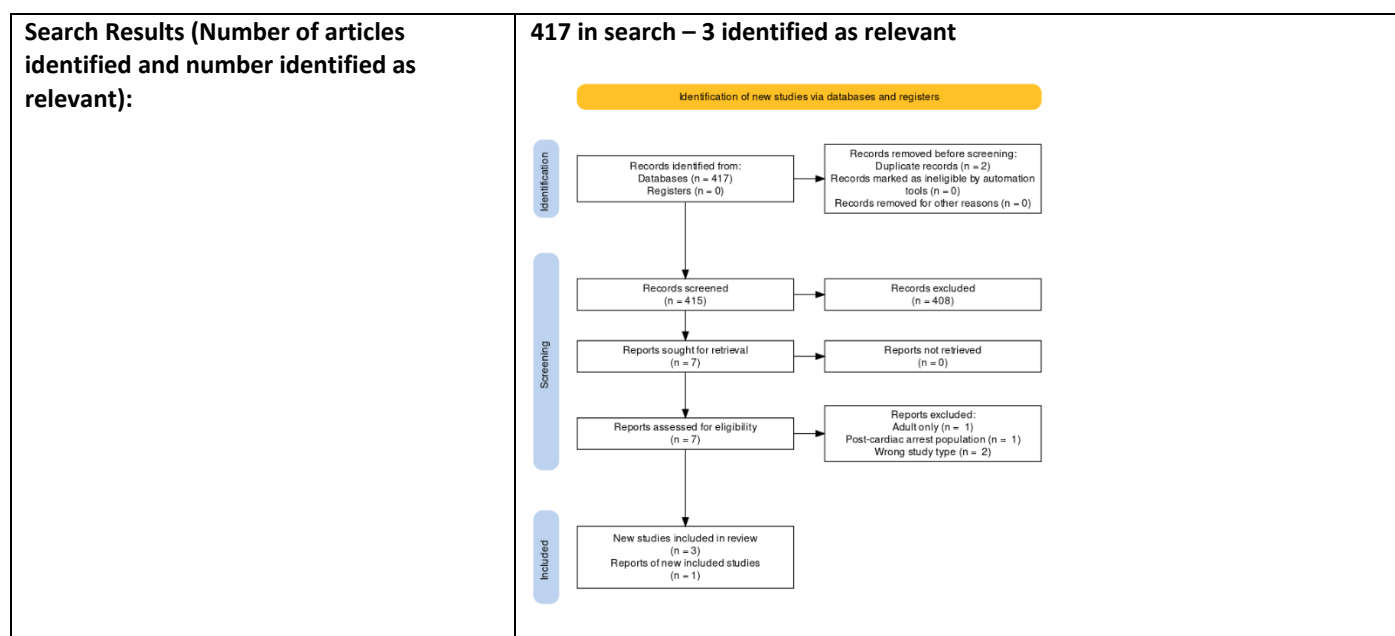 Search Results (Number of articles
identified and number identified as
relevant):
417 in search – 3 identified as relevant
Identification of new studies via databases and registers
Identification
Records identified from:
Databases (n = 417)
Registers (n = 0)
Records removed before screening:
Duplicate records (n = 2)
Records marked as ineligible by automation
tools (n = 0)
Records removed for other reasons (n = 0)
Screening
Records screened
(n = 415)
Records excluded
(n = 408)
Reports sought for retrieval
(n = 7)
Reports not retrieved
(n = 0)
Reports assessed for eligibility
(n = 7)
Reports excluded:
Adult only (n = 1)
Post-cardiac arrest population (n = 1)
Wrong study type (n = 2)
Included
New studies included in review
(n = 3)
Reports of new included studies
(n = 1)